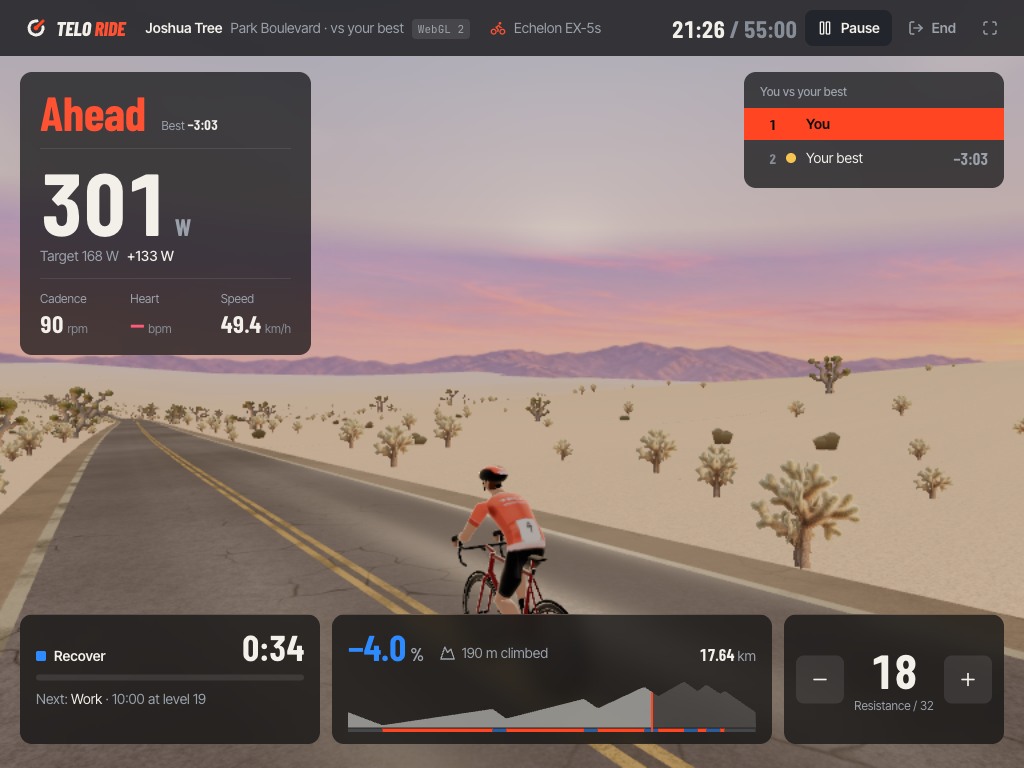 TELO RIDE Joshua Tree Park Boulevard · vs your best WebGL 2 Echelon EX-5s 21:26 / 55:00 Pause End
Ahead Best −3:03
301 W
Target 168 W +133 W
Cadence Heart Speed
90 rpm – bpm 49.4 km/h
You vs your best
1 You
2 Your best −3:03
4
Recover 0:34
Next: Work · 10:00 at level 19
−4.0 % 190 m climbed 17.64 km
− 18 +
Resistance / 32